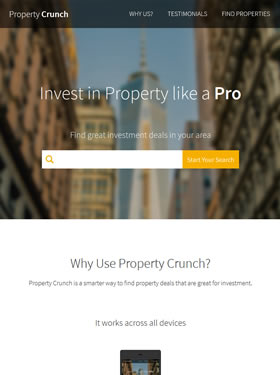 Property Crunch
WHY US? TESTIMONIALS FIND PROPERTIES
Invest in Property like a Pro
Find great investment deals in your area
Start Your Search
Why Use Property Crunch?
Property Crunch is a smarter way to find property deals that are great for investment.
It works across all devices